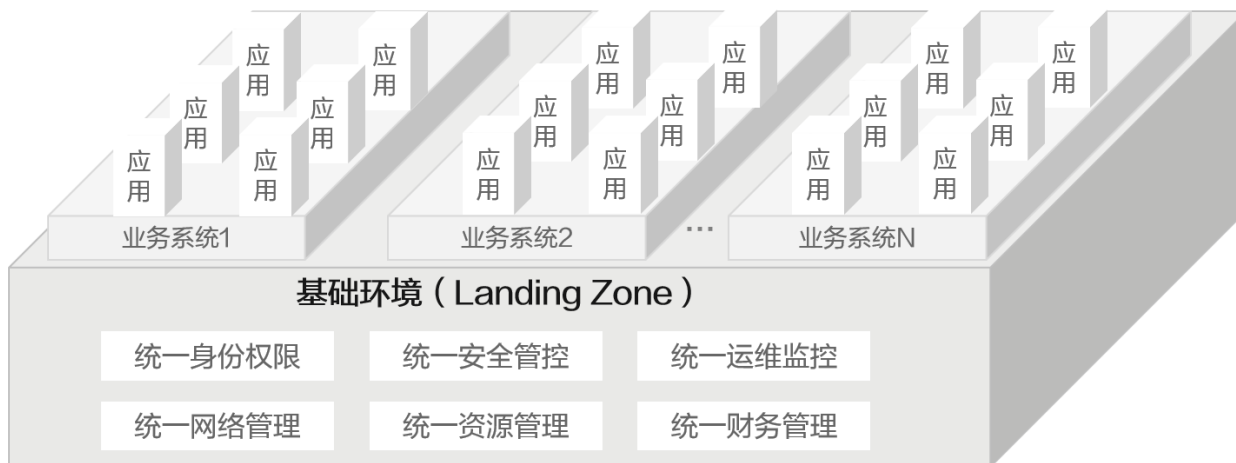 应用 应用 应用 应用 应用 应用
应用 应用 应用 应用 应用 应用
应用 应用 应用 应用 应用 应用
业务系统1 业务系统2 … 业务系统N
基础环境（Landing Zone）
统一身份权限 统一安全管控 统一运维监控
统一网络管理 统一资源管理 统一财务管理